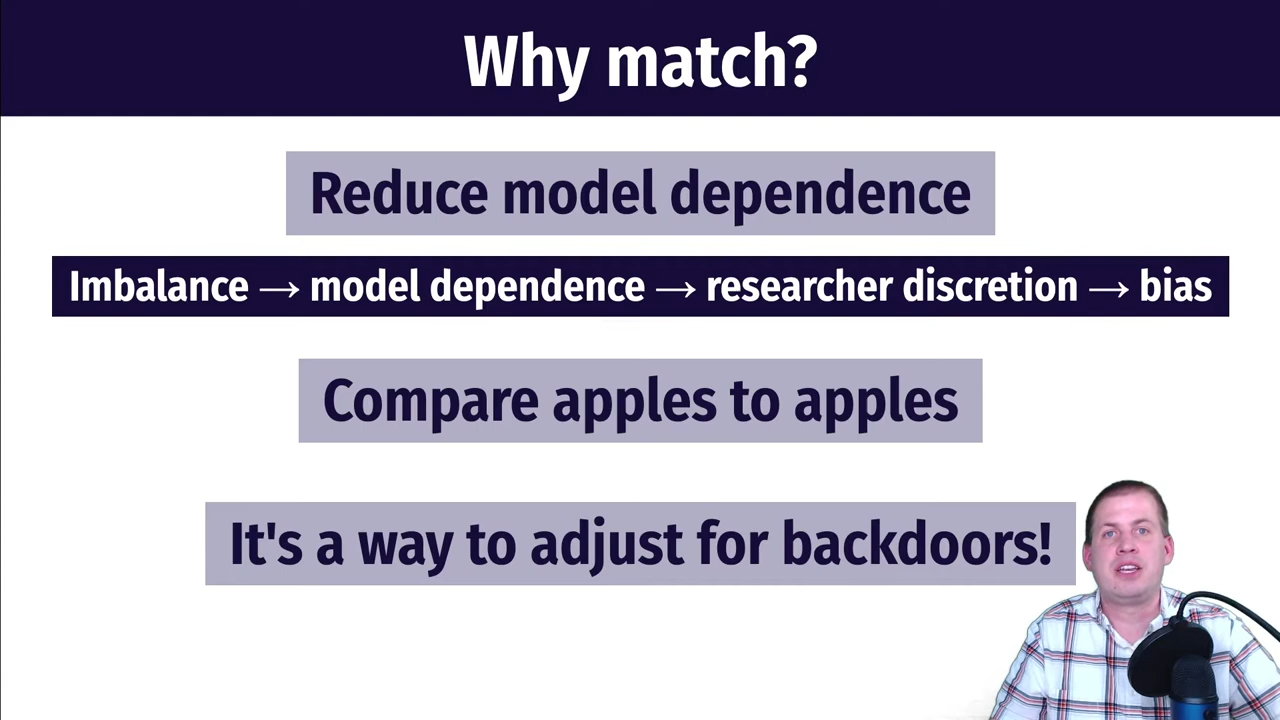 Why match?
Reduce model dependence
Imbalance → model dependence → researcher discretion → bias
Compare apples to apples
It's a way to adjust for backdoors!